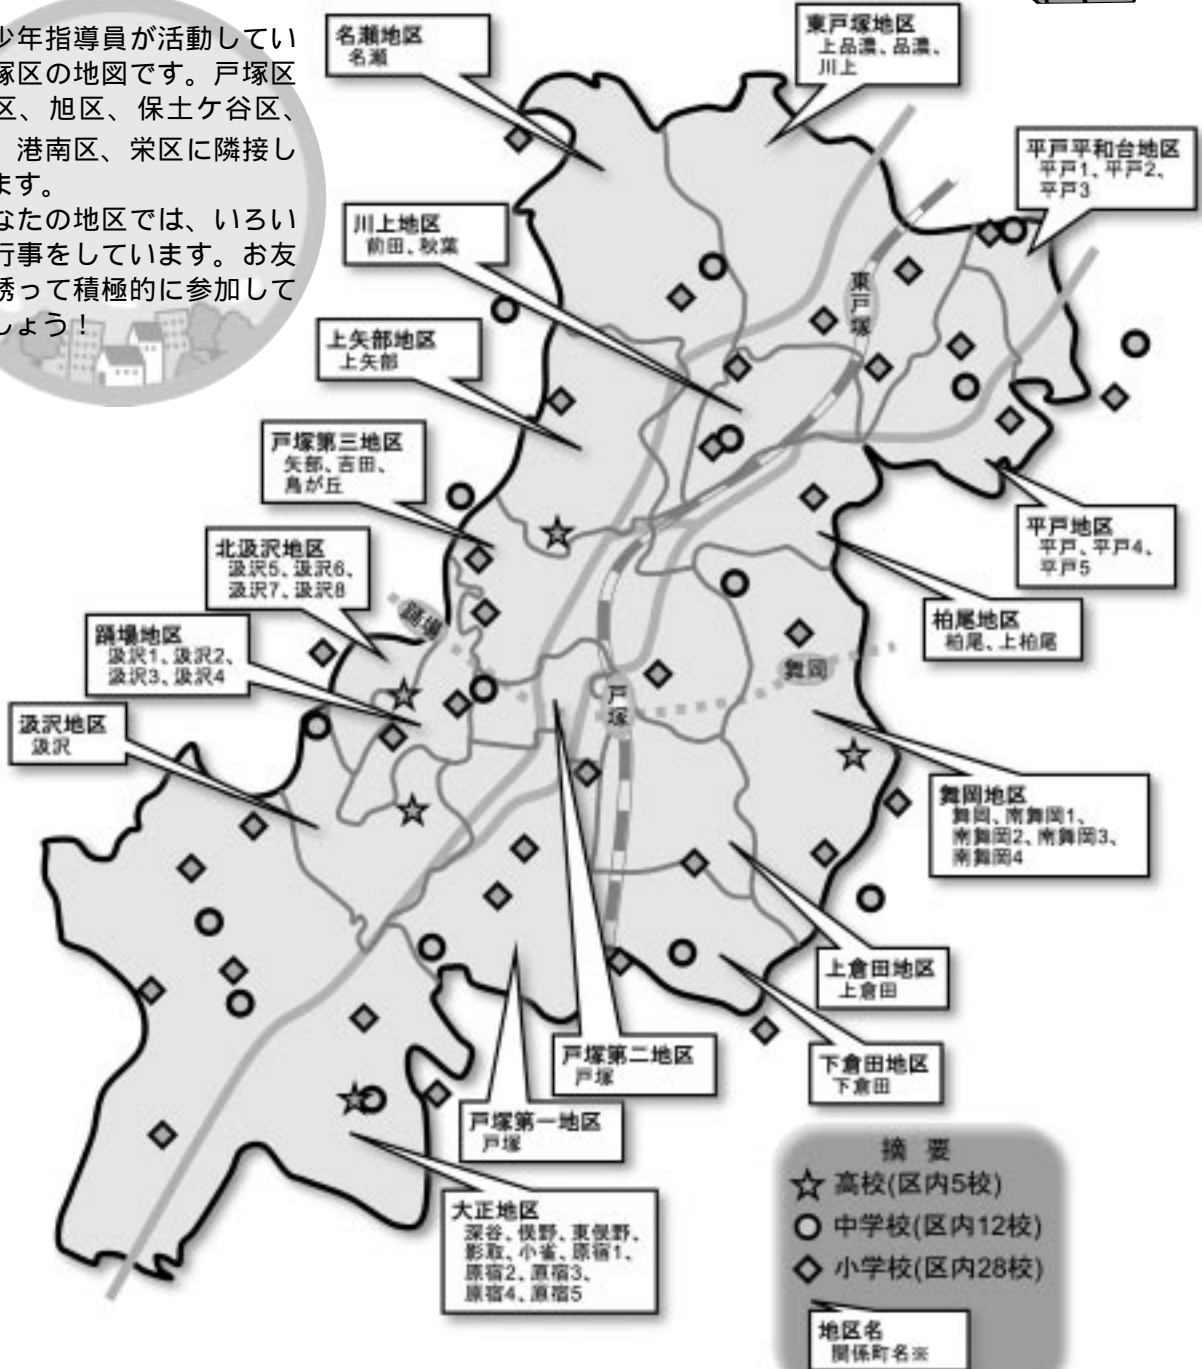 少年指導員が活動してい
塚区の地図です。戸塚区
区、旭区、保土ケ谷区、
港南区、栄区に隣接し
ます。
なたの地区では、いろい
行事をしています。お友
誘って積極的に参加して
しょう！
名瀬地区
名瀬
東戸塚地区
上品濃、品濃、
川上
平戸平和台地区
平戸1、平戸2、
平戸3
川上地区
前田、秋葉
東戸塚
上矢部地区
上矢部
戸塚第三地区
矢部、吉田、
鳥が丘
平戸地区
平戸、平戸4、
平戸5
北汲沢地区
汲沢5、汲沢6、
汲沢7、汲沢8
踊場
柏尾地区
柏尾、上柏尾
踊場地区
汲沢1、汲沢2、
汲沢3、汲沢4
舞岡
戸塚
汲沢地区
汲沢
舞岡地区
舞岡、南舞岡1、
南舞岡2、南舞岡3、
南舞岡4
上倉田地区
上倉田
戸塚第二地区
戸塚
下倉田地区
下倉田
戸塚第一地区
戸塚
大正地区
深谷、俣野、東俣野、
影取、小雀、原宿1、
原宿2、原宿3、
原宿4、原宿5
摘 要
高校(区内5校)
中学校(区内12校)
小学校(区内28校)
地区名
関係町名※